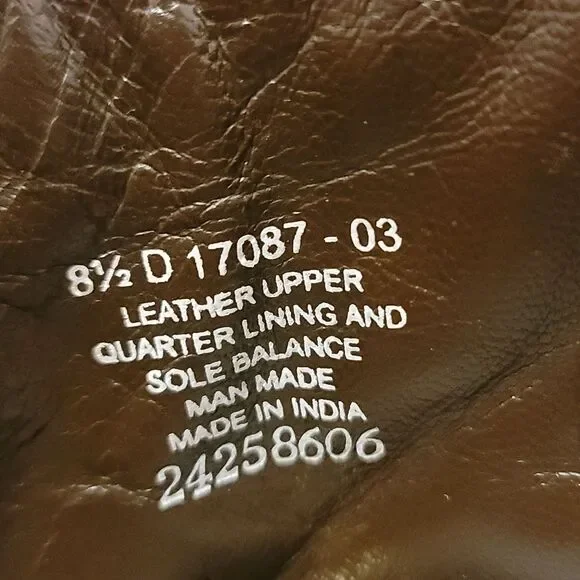 8½ D 17087 - 03
LEATHER UPPER
QUARTER LINING AND
SOLE BALANCE
MAN MADE
MADE IN INDIA
24258606